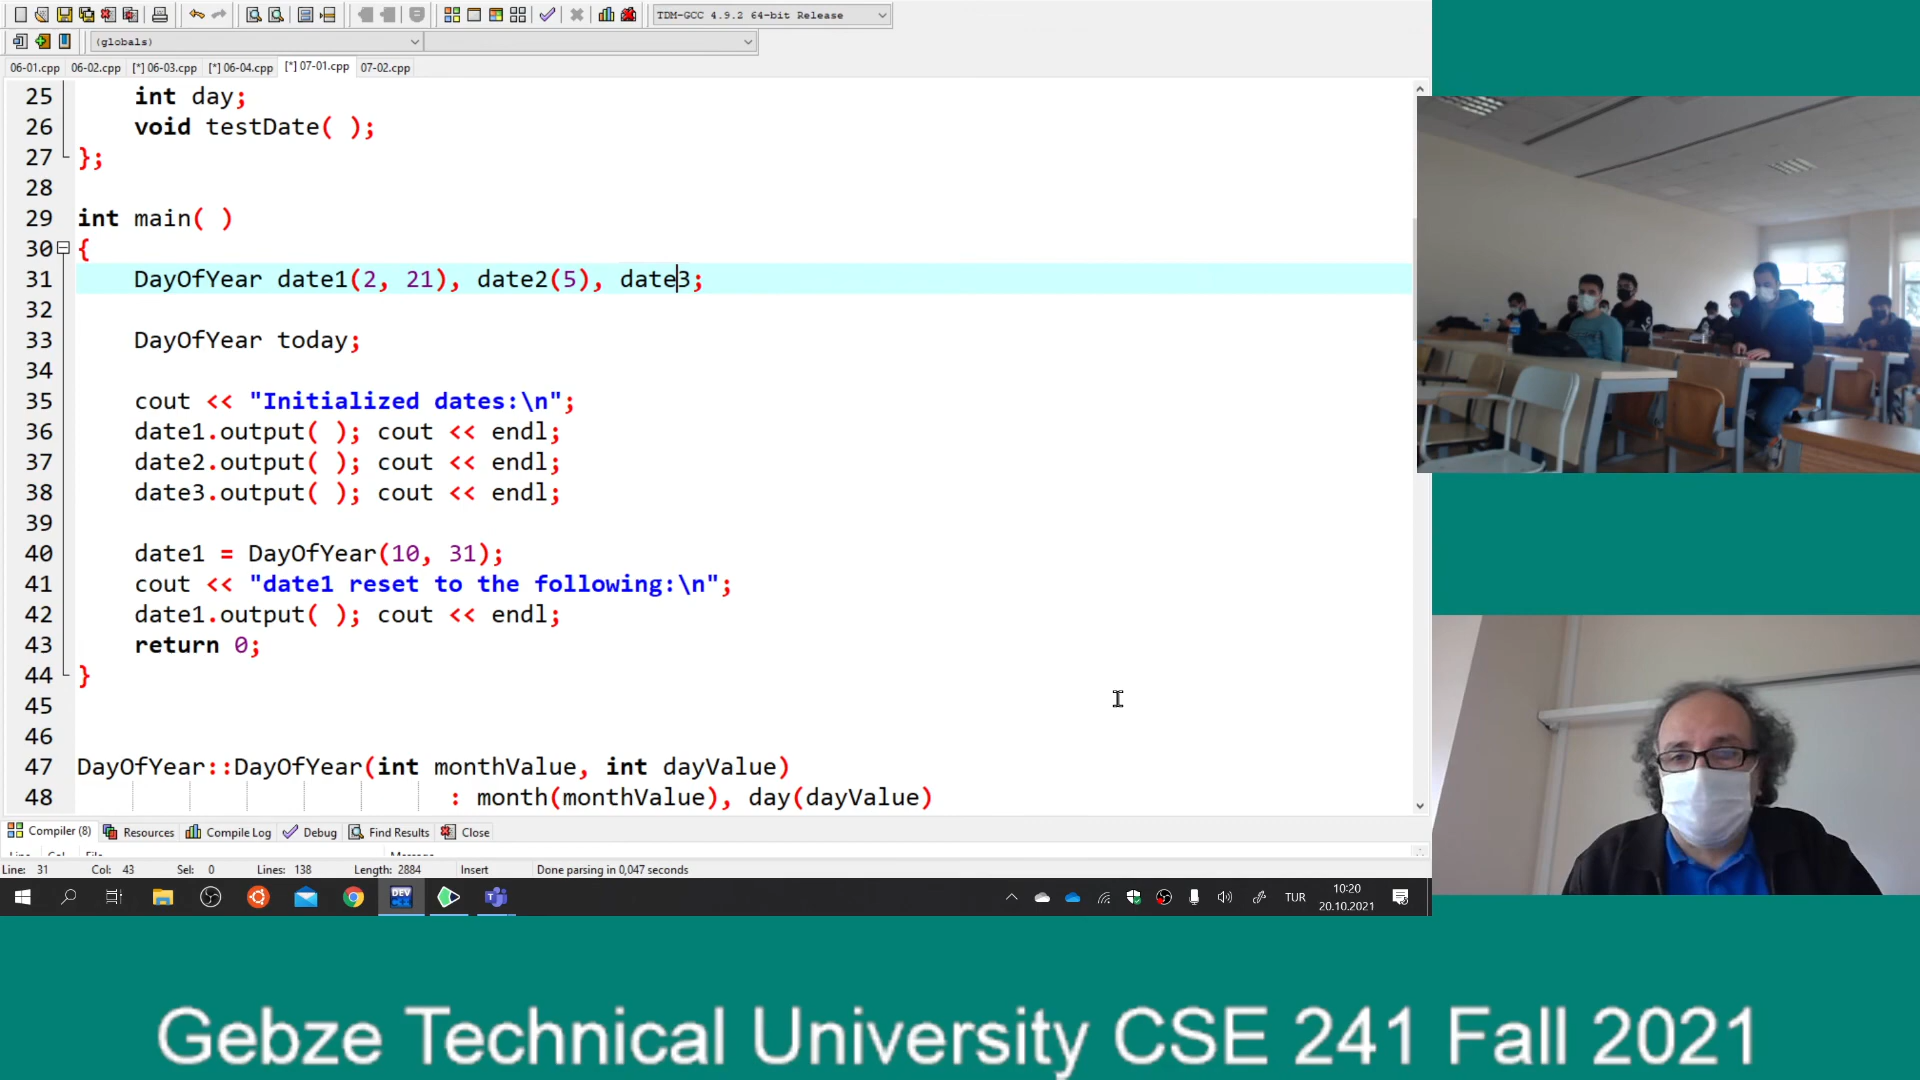 TDM-GCC 4.9.2 64-bit Release
(globals)
06-01.cpp 06-02.cpp [*] 06-03.cpp [*] 06-04.cpp [*] 07-01.cpp 07-02.cpp
25 int day;
26 void testDate( );
27 };
28
29 int main( )
30 {
31 DayOfYear date1(2, 21), date2(5), date3;
32
33 DayOfYear today;
34
35 cout << "Initialized dates:\n";
36 date1.output( ); cout << endl;
37 date2.output( ); cout << endl;
38 date3.output( ); cout << endl;
39
40 date1 = DayOfYear(10, 31);
41 cout << "date1 reset to the following:\n";
42 date1.output( ); cout << endl;
43 return 0;
44 }
45
46
47 DayOfYear::DayOfYear(int monthValue, int dayValue)
48 : month(monthValue), day(dayValue)
Compiler (8) Resources Compile Log Debug Find Results Close
Line: 31 Col: 43 Sel: 0 Lines: 138 Length: 2884 Insert Done parsing in 0,047 seconds
DEV
TUR
10:20
20.10.2021
Gebze Technical University CSE 241 Fall 2021